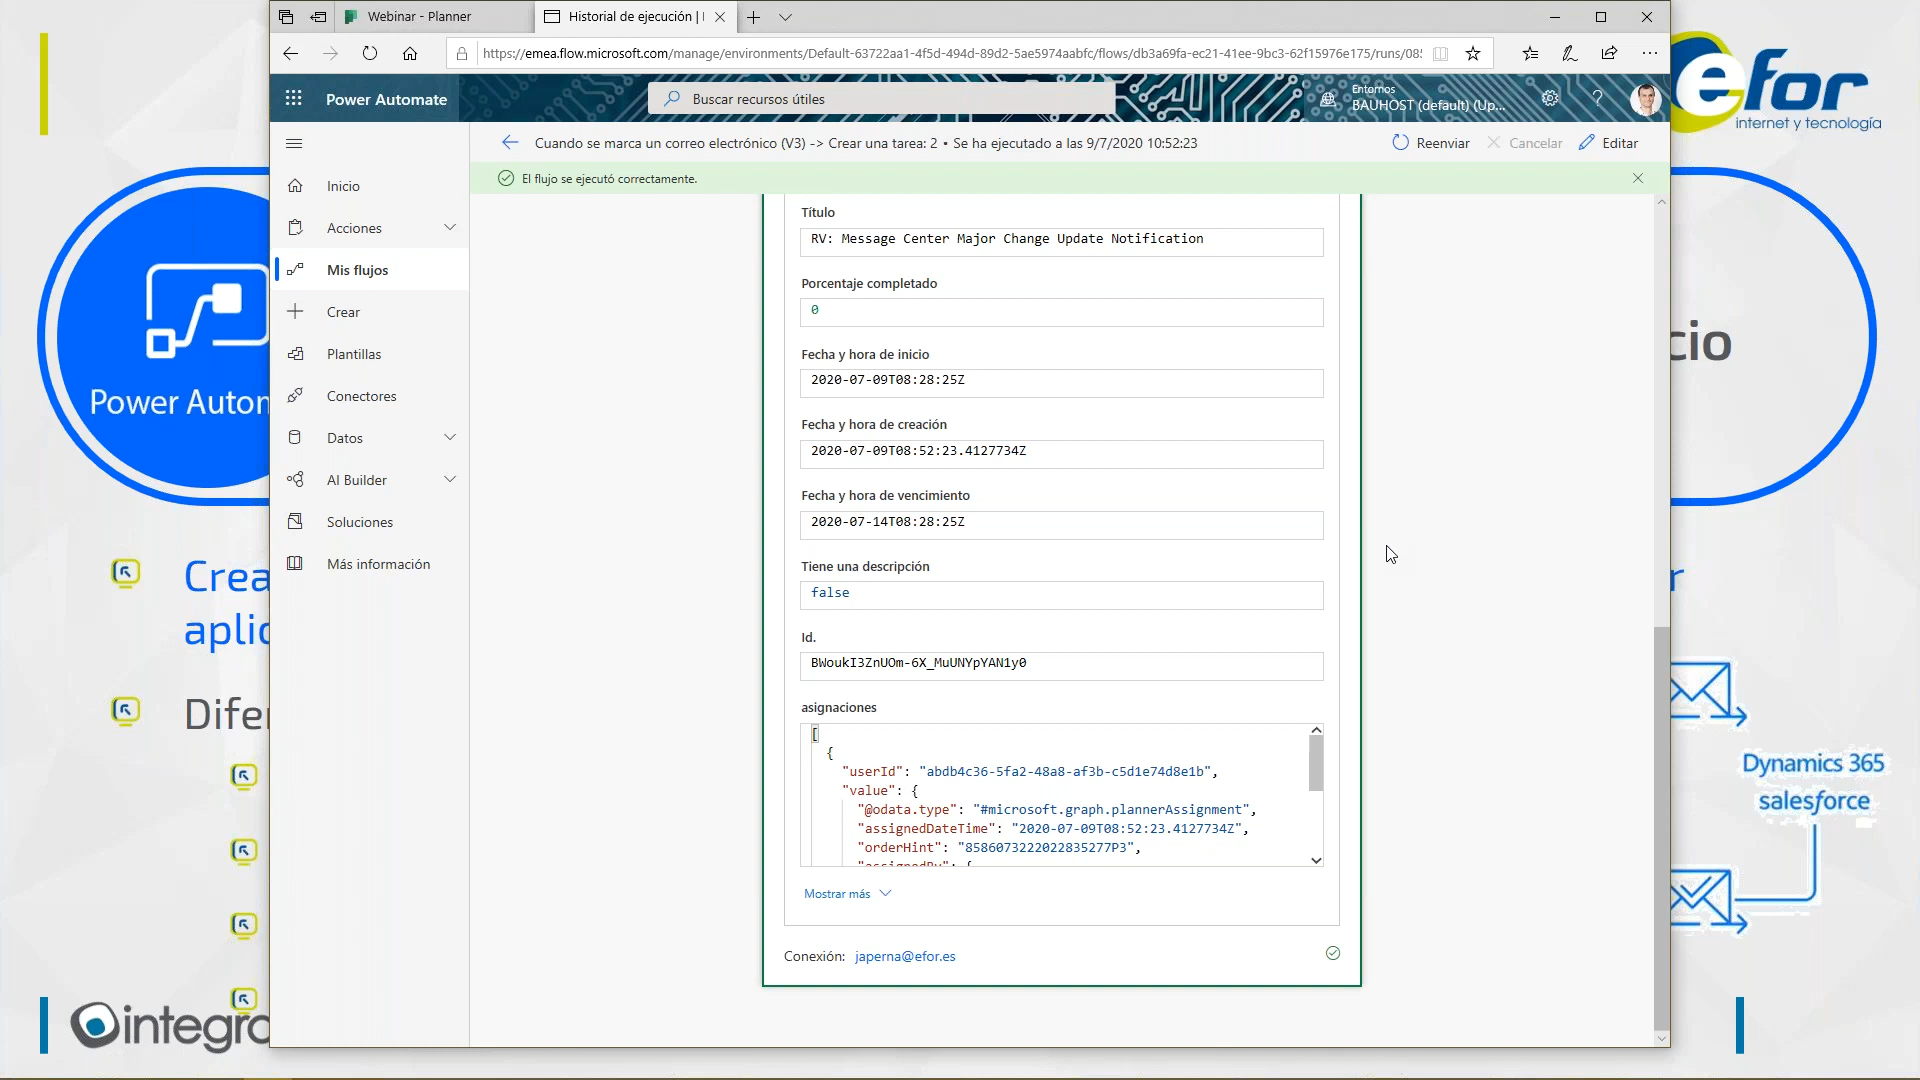 Webinar - Planner
Historial de ejecución |
https://emea.flow.microsoft.com/manage/environments/Default-63722aa1-4f5d-494d-89d2-5ae5974aabfc/flows/db3a69fa-ec21-41ee-9bc3-62f15976e175/runs/085
Power Automate
Buscar recursos útiles
Entornos
BAUHOST (default) (Up...
efor
internet y tecnología
Cuando se marca un correo electrónico (V3) -> Crear una tarea: 2 • Se ha ejecutado a las 9/7/2020 10:52:23
Reenviar
Cancelar
Editar
El flujo se ejecutó correctamente.
Inicio
Acciones
Mis flujos
Crear
Plantillas
Conectores
Datos
AI Builder
Soluciones
Más información
Título
RV: Message Center Major Change Update Notification
Porcentaje completado
0
Fecha y hora de inicio
2020-07-09T08:28:25Z
Fecha y hora de creación
2020-07-09T08:52:23.4127734Z
Fecha y hora de vencimiento
2020-07-14T08:28:25Z
Tiene una descripción
false
Id.
BWoukI3ZnUOm-6X_MuUNYpYAN1y0
asignaciones
[
{
"userId": "abdb4c36-5fa2-48a8-af3b-c5d1e74d8e1b",
"value": {
"@odata.type": "#microsoft.graph.plannerAssignment",
"assignedDateTime": "2020-07-09T08:52:23.4127734Z",
"orderHint": "8586073222022835277P3",
"assignedBy": {
Mostrar más
Conexión: japerna@efor.es
Power Autom
cio
Crea
r
aplic
Difer
Dynamics 365
salesforce
integro